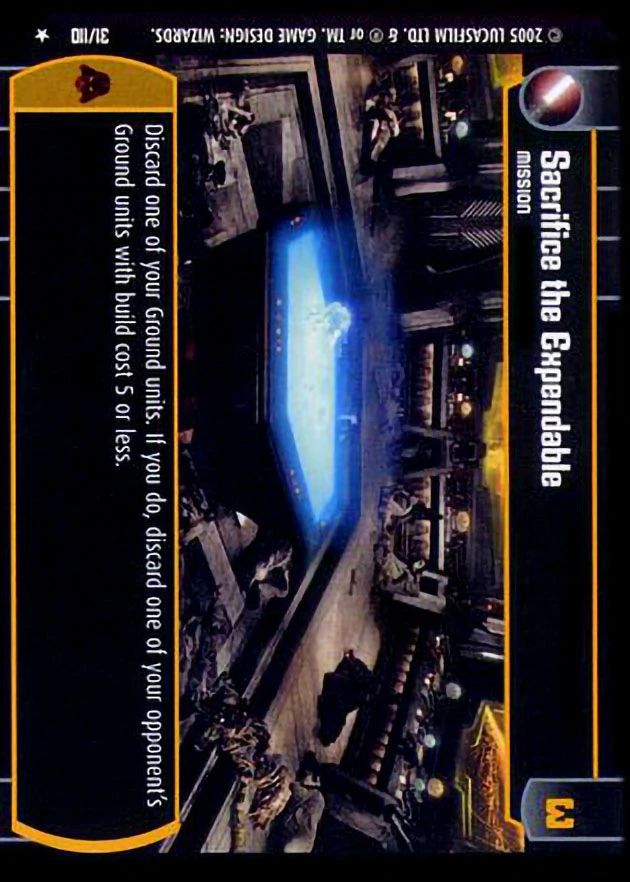 Sacrifice the Expendable
MISSION
3
Discard one of your Ground units. If you do, discard one of your opponent's
Ground units with build cost 5 or less.
© 2005 LUCASFILM LTD. & ® or TM. GAME DESIGN: WIZARDS. 31/110 ★